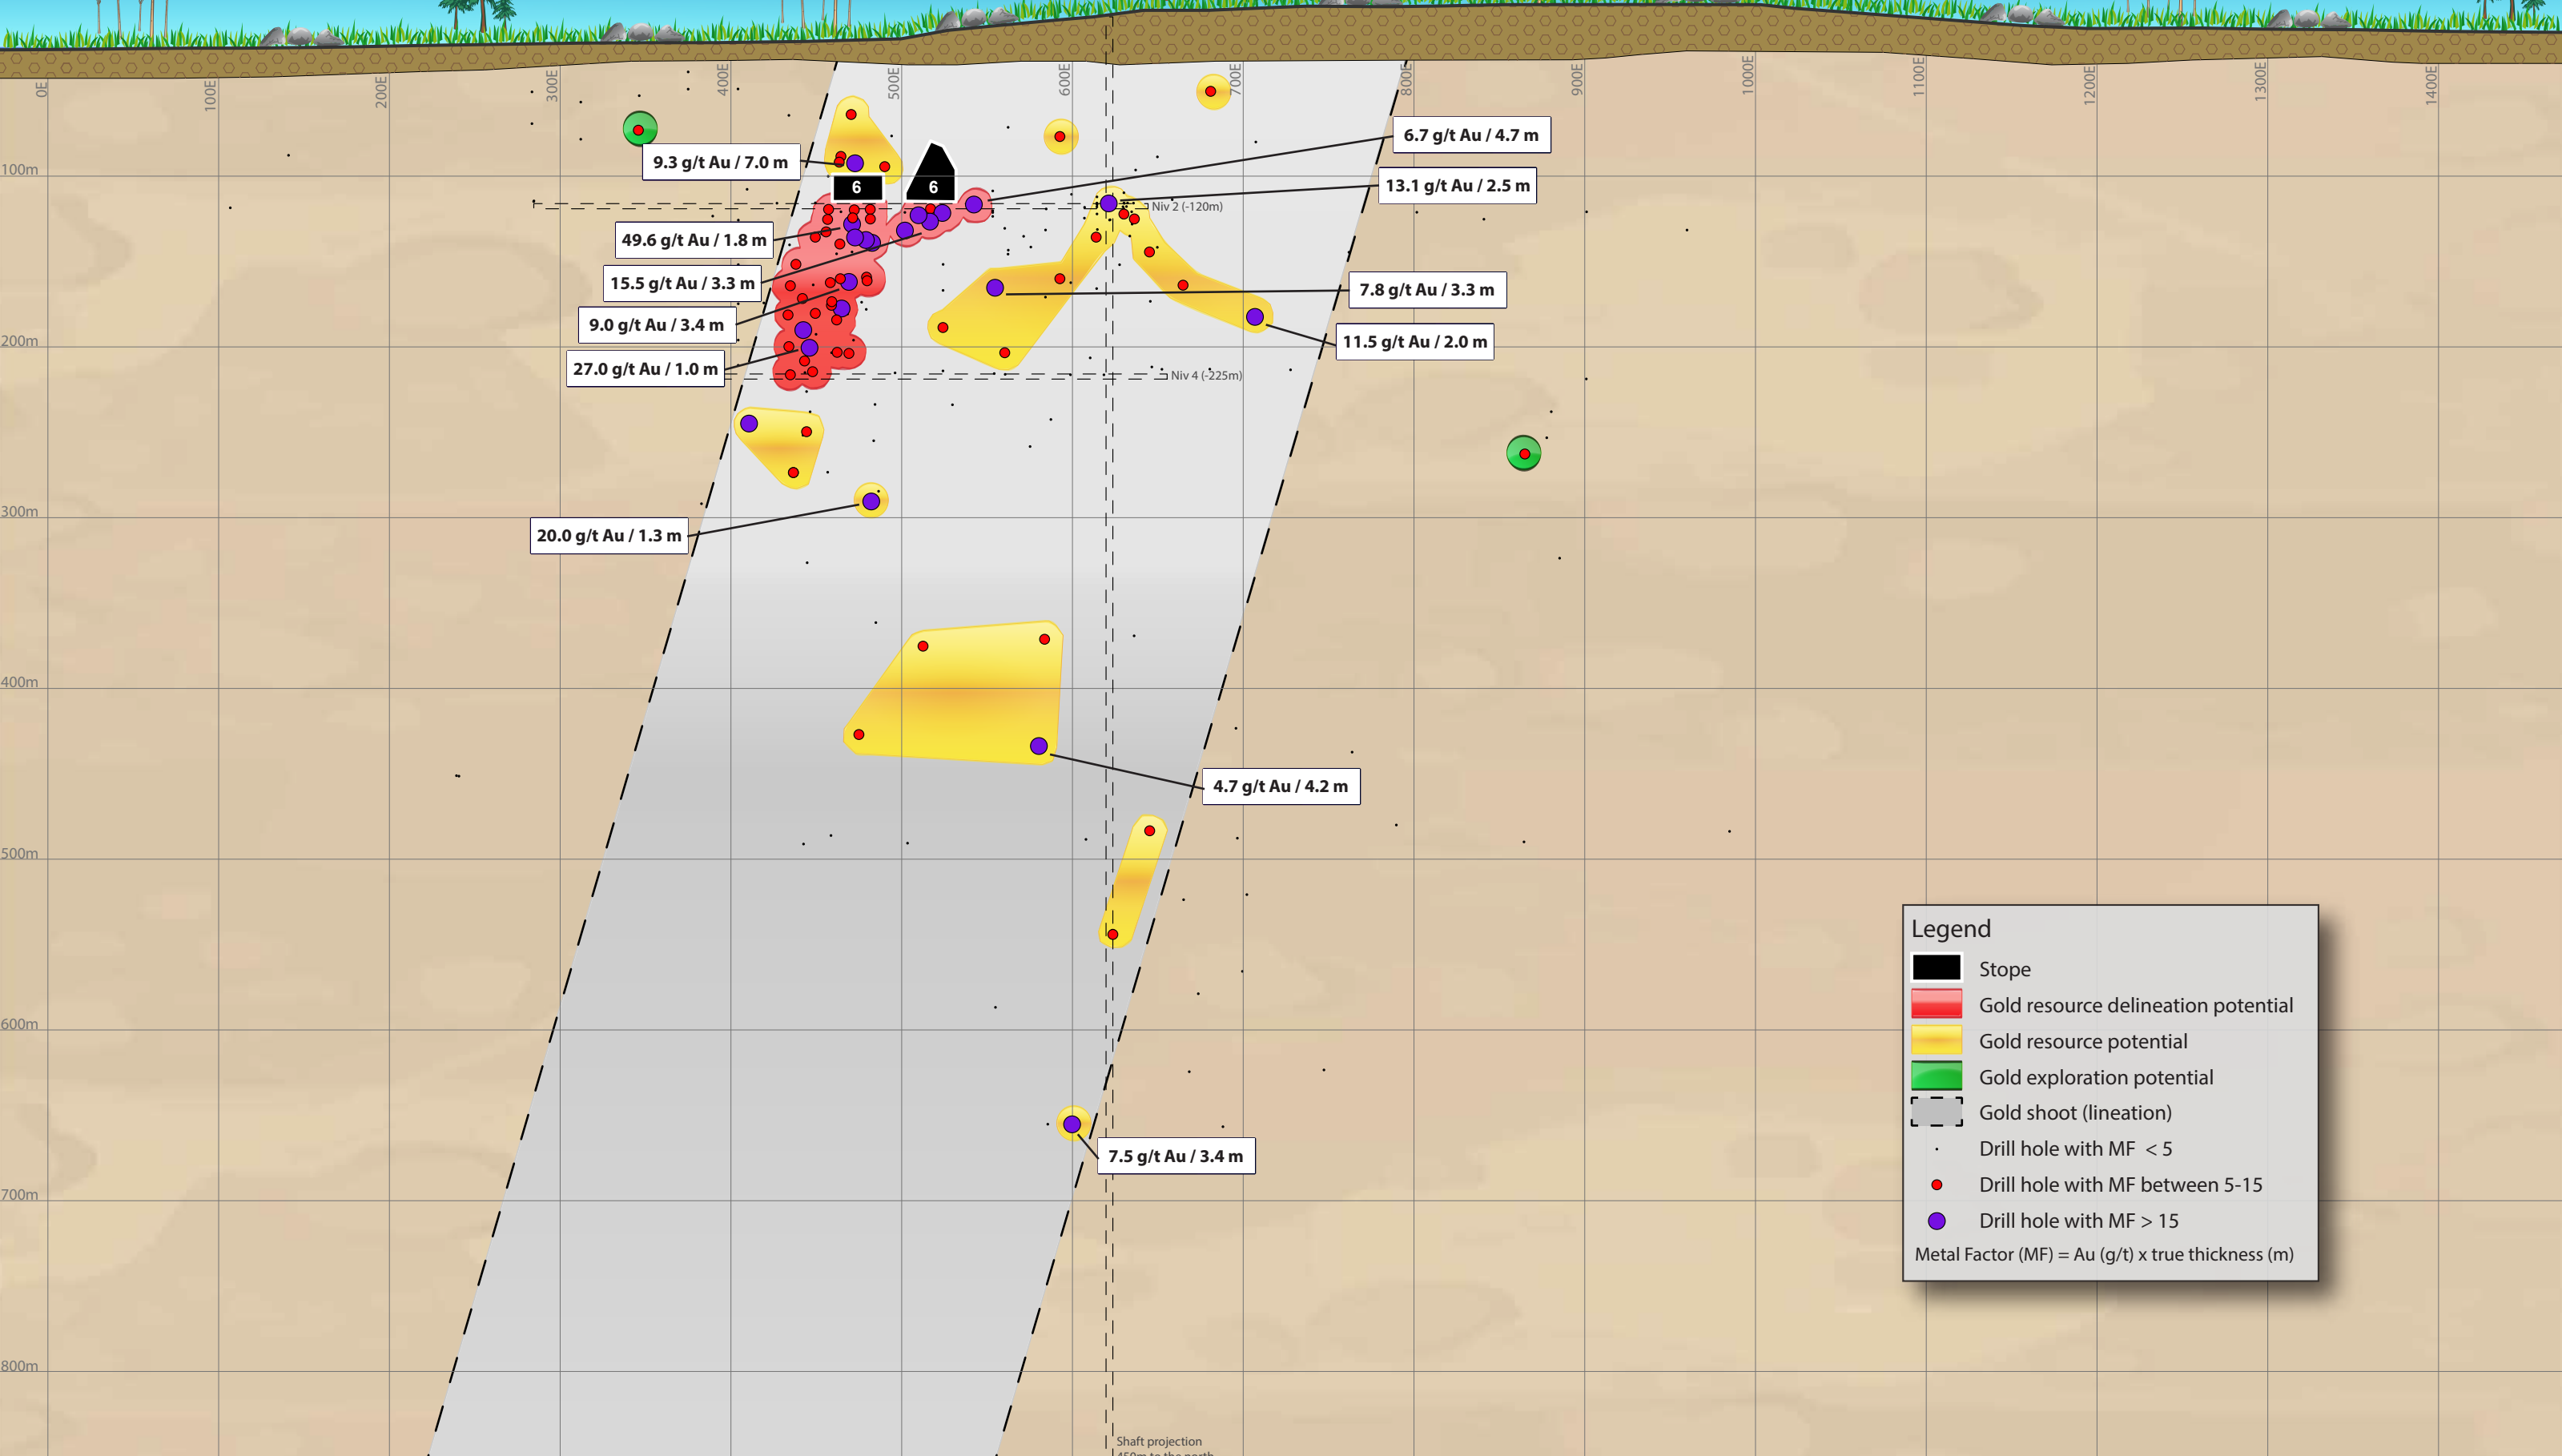 0E
100E
200E
300E
400E
500E
600E
700E
800E
900E
1000E
1100E
1200E
1300E
1400E
100m
200m
300m
400m
500m
600m
700m
800m
6.7 g/t Au / 4.7 m
9.3 g/t Au / 7.0 m
6
6
13.1 g/t Au / 2.5 m
Niv 2 (-120m)
49.6 g/t Au / 1.8 m
15.5 g/t Au / 3.3 m
7.8 g/t Au / 3.3 m
9.0 g/t Au / 3.4 m
11.5 g/t Au / 2.0 m
27.0 g/t Au / 1.0 m
Niv 4 (-225m)
20.0 g/t Au / 1.3 m
4.7 g/t Au / 4.2 m
7.5 g/t Au / 3.4 m
Legend
Stope
Gold resource delineation potential
Gold resource potential
Gold exploration potential
Gold shoot (lineation)
Drill hole with MF < 5
Drill hole with MF between 5-15
Drill hole with MF > 15
Metal Factor (MF) = Au (g/t) x true thickness (m)
Shaft projection
450m to the north